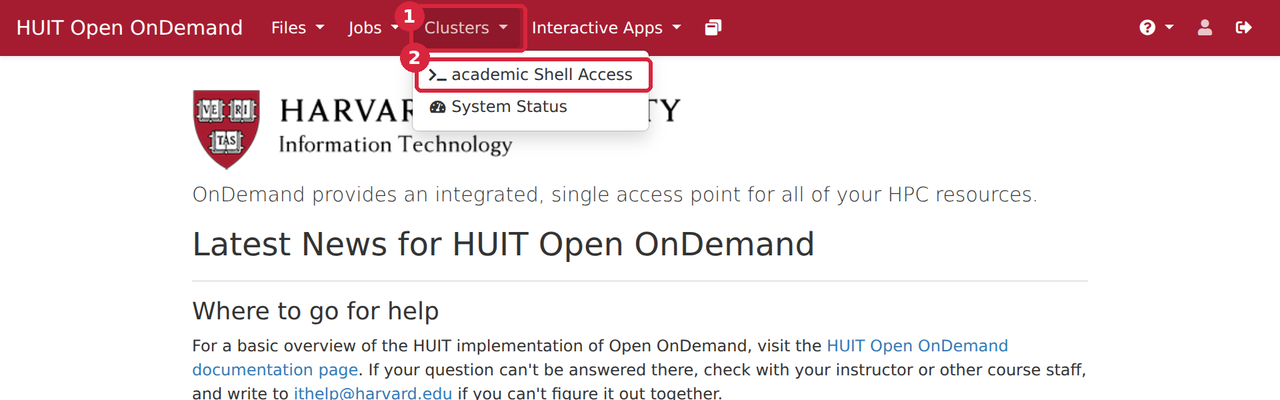 HUIT Open OnDemand Files Jobs 1 Clusters Interactive Apps
2 academic Shell Access
System Status
VE RI TAS
HARVAR TY
Information Technology
OnDemand provides an integrated, single access point for all of your HPC resources.
Latest News for HUIT Open OnDemand
Where to go for help
For a basic overview of the HUIT implementation of Open OnDemand, visit the HUIT Open OnDemand
documentation page. If your question can't be answered there, check with your instructor or other course staff,
and write to ithelp@harvard.edu if you can't figure it out together.